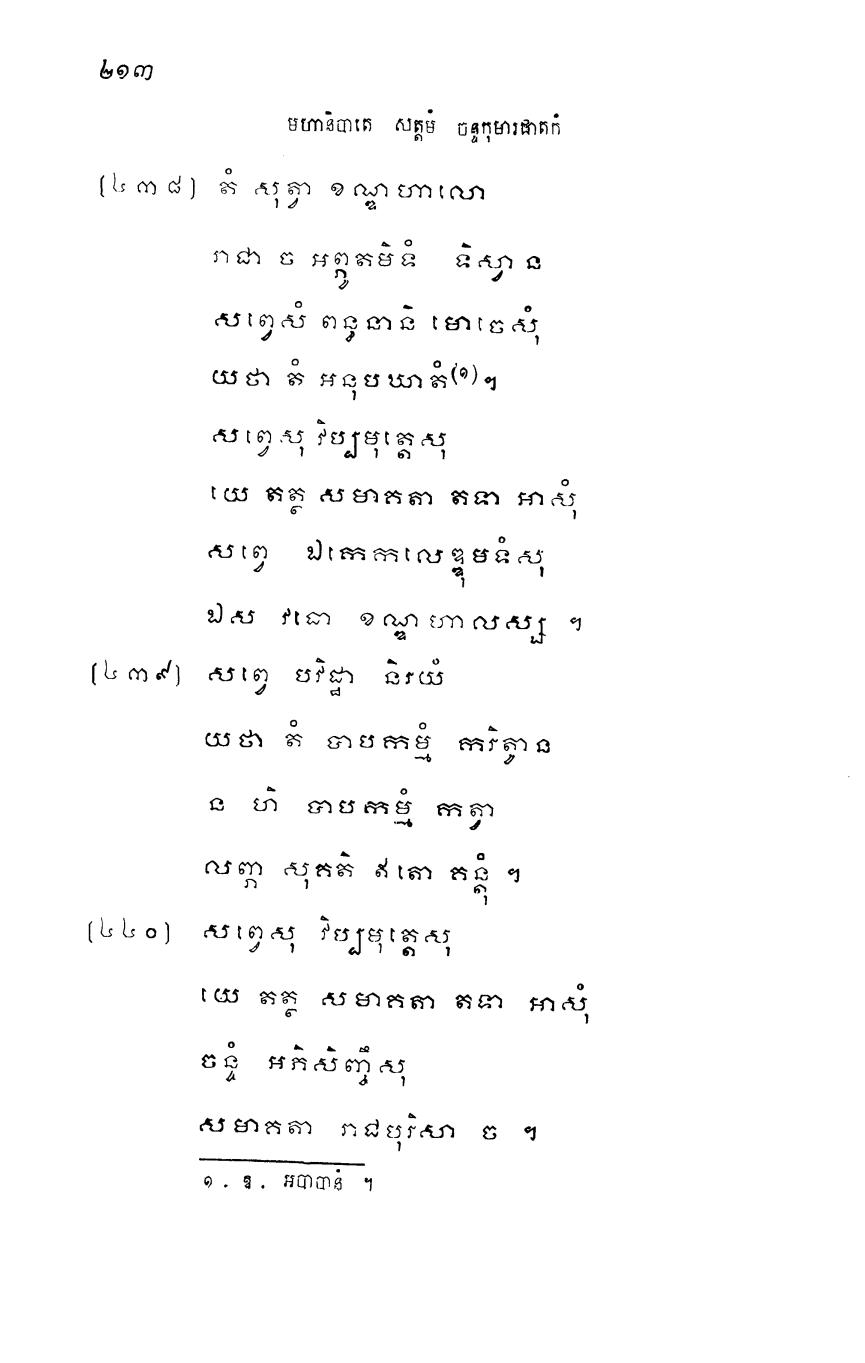 ២១៣
មហានិបាតេ សត្តមំ ចន្ទកុមារជាតកំ
(៤៣៨) តំ សុត្វា ខណ្ឌហាលោ
រាជា ច អព្ភូតមិទំ ទិស្វាន
សព្វេសំ ពន្ធនានិ មោចេសុំ
យថា តំ អនុបឃាតំ(១)។
សព្វេសុ វិប្បមុត្តេសុ
យេ តត្ថ សមាគតា តទា អាសុំ
សព្វេ ឯកេកលេឌ្ឌុមទំសុ
ឯស វធោ ខណ្ឌហាលស្ស ។
(៤៣៩) សព្វេ បវិដ្ឋា និរយំ
យថា តំ បាបកម្មំ ករិត្វាន
ន ហិ បាបកម្មំ កត្វា
លញ្ភា សុគតិ ឥតោ គន្តុំ ។
(៤៤០) សព្វេសុ វិប្បមុត្តេសុ
យេ តត្ថ សមាគតា តទា អាសុំ
ចន្ទំ អភិសិញ្ចឹសុ
សមាគតា រាជបុរិសា ច ។
១ . ឱ . អបាបានំ ។